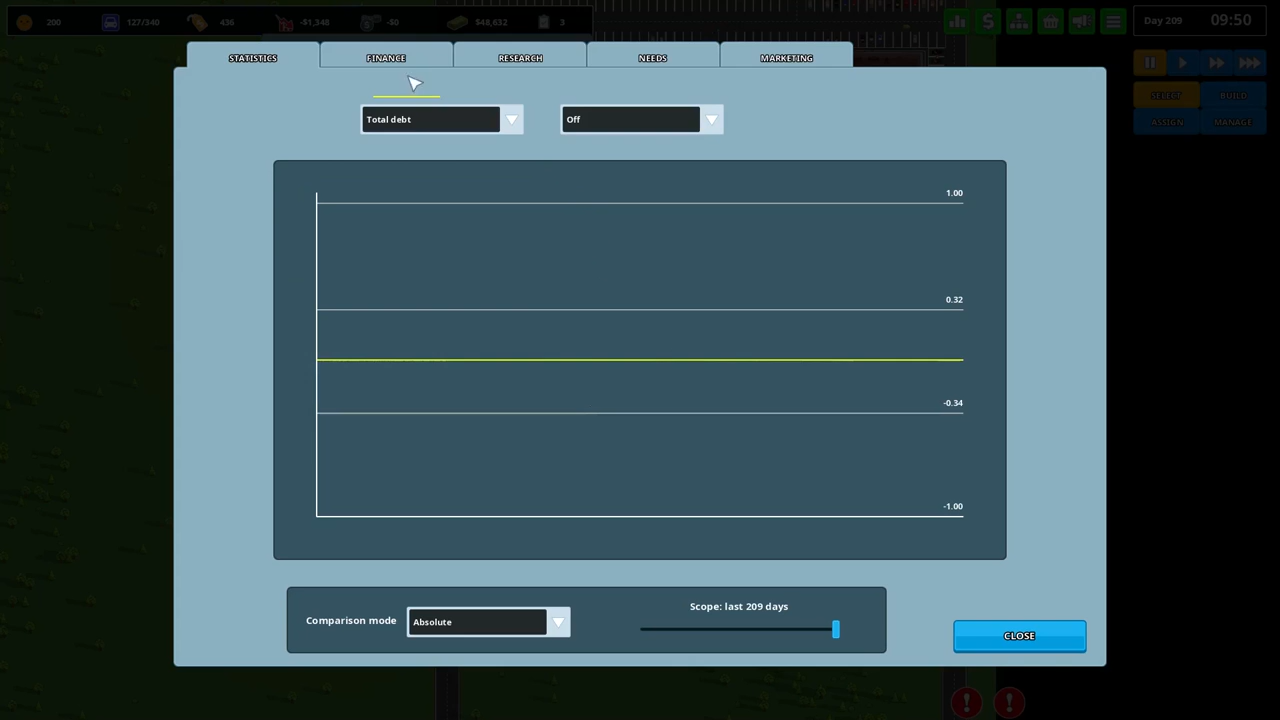 200 127/340 436 -$1,348 -$0 $48,632 3 Day 209 09:50
STATISTICS FINANCE RESEARCH NEEDS MARKETING
SELECT BUILD
ASSIGN MANAGE
Total debt Off
1.00
0.32
-0.34
-1.00
Scope: last 209 days
Comparison mode Absolute
CLOSE